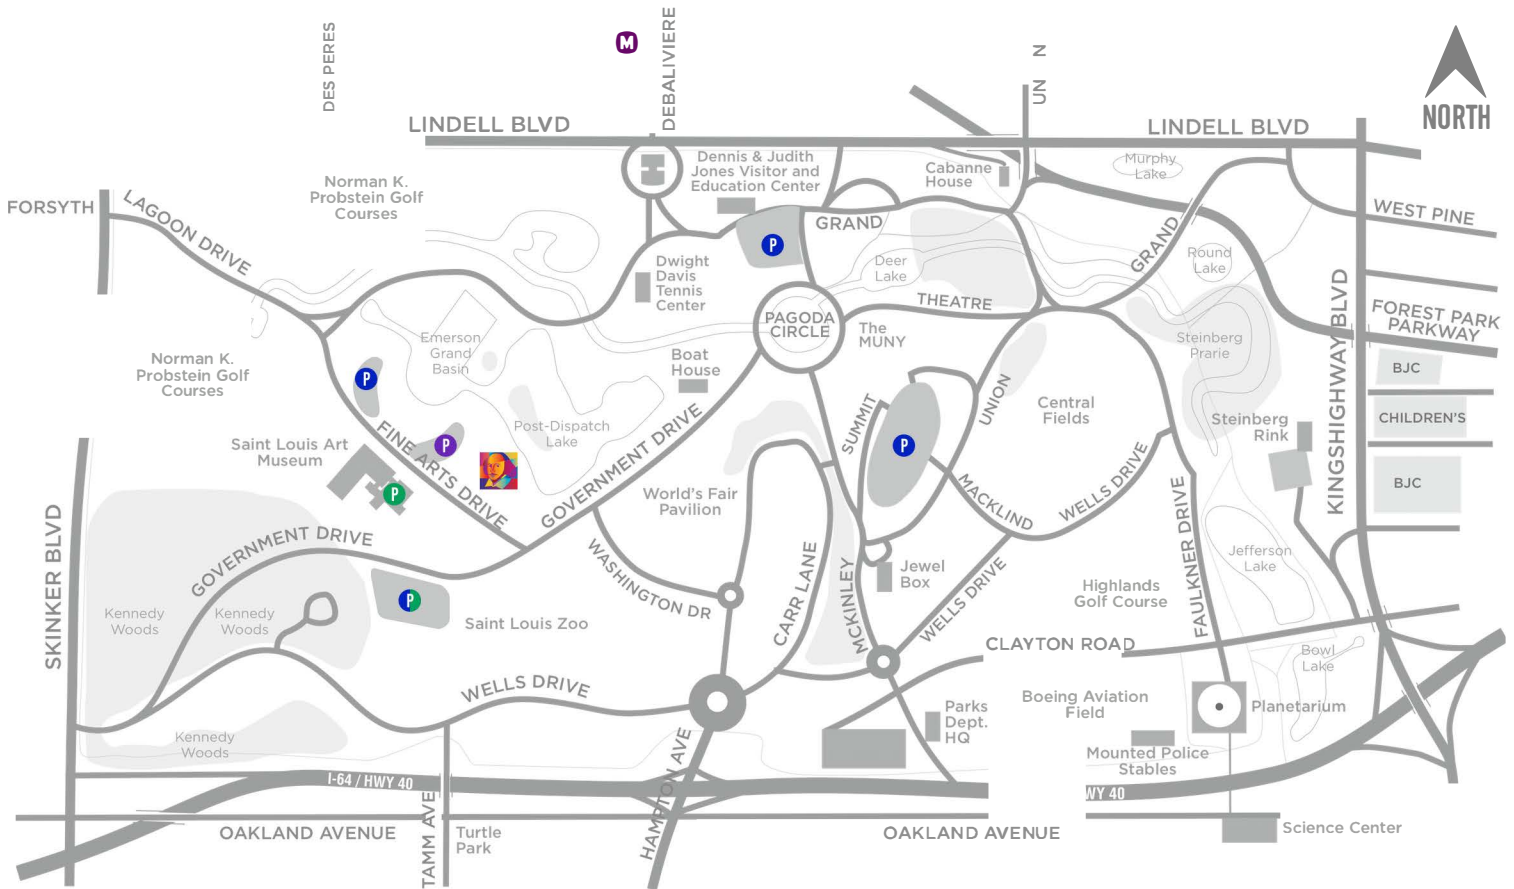 DES PERES
M
DEBALIVIERE
UN N
NORTH
LINDELL BLVD
LINDELL BLVD
Dennis & Judith
Jones Visitor and
Education Center
Cabanne
House
Murphy
Lake
Norman K.
Probstein Golf
Courses
FORSYTH
LAGOON DRIVE
WEST PINE
GRAND
P
GRAND
Round
Lake
Deer
Lake
Dwight
Davis
Tennis
Center
THEATRE
PAGODA
CIRCLE
The
MUNY
KINGSHIGHWAY BLVD
FOREST PARK
PARKWAY
Emerson
Grand
Basin
Steinberg
Prarie
Norman K.
Probstein Golf
Courses
Boat
House
BJC
P
SUMMIT
UNION
Central
Fields
Steinberg
Rink
CHILDREN'S
FINE ARTS DRIVE
P
Post-Dispatch
Lake
GOVERNMENT DRIVE
P
Saint Louis Art
Museum
P
World's Fair
Pavilion
MACKLIND
WELLS DRIVE
BJC
SKINKER BLVD
GOVERNMENT DRIVE
WASHINGTON DR
CARR LANE
MCKINLEY
Jewel
Box
WELLS DRIVE
FAULKNER DRIVE
Jefferson
Lake
Highlands
Golf Course
Kennedy
Woods
Kennedy
Woods
P
Saint Louis Zoo
CLAYTON ROAD
Bowl
Lake
WELLS DRIVE
Boeing Aviation
Field
Planetarium
Parks
Dept.
HQ
Kennedy
Woods
Mounted Police
Stables
I-64 / HWY 40
WY 40
HAMPTON AVE
TAMM AVE
OAKLAND AVENUE
Turtle
Park
OAKLAND AVENUE
Science Center